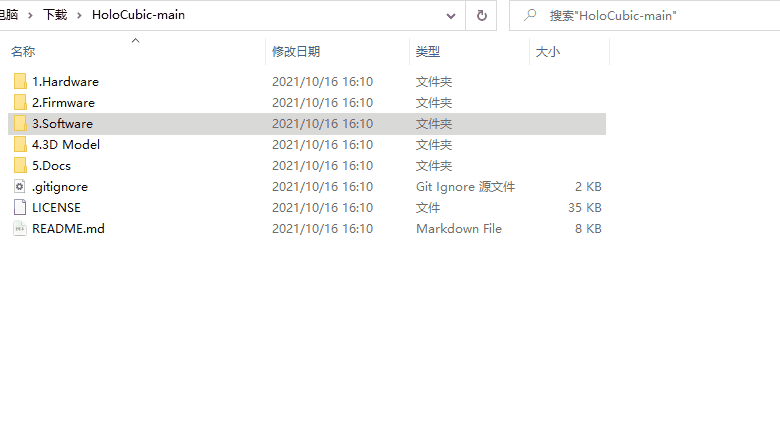 电脑 > 下载 > HoloCubic-main 搜索"HoloCubic-main"
名称 修改日期 类型 大小
1.Hardware 2021/10/16 16:10 文件夹
2.Firmware 2021/10/16 16:10 文件夹
3.Software 2021/10/16 16:10 文件夹
4.3D Model 2021/10/16 16:10 文件夹
5.Docs 2021/10/16 16:10 文件夹
.gitignore 2021/10/16 16:10 Git Ignore 源文件 2 KB
LICENSE 2021/10/16 16:10 文件 35 KB
README.md 2021/10/16 16:10 Markdown File 8 KB